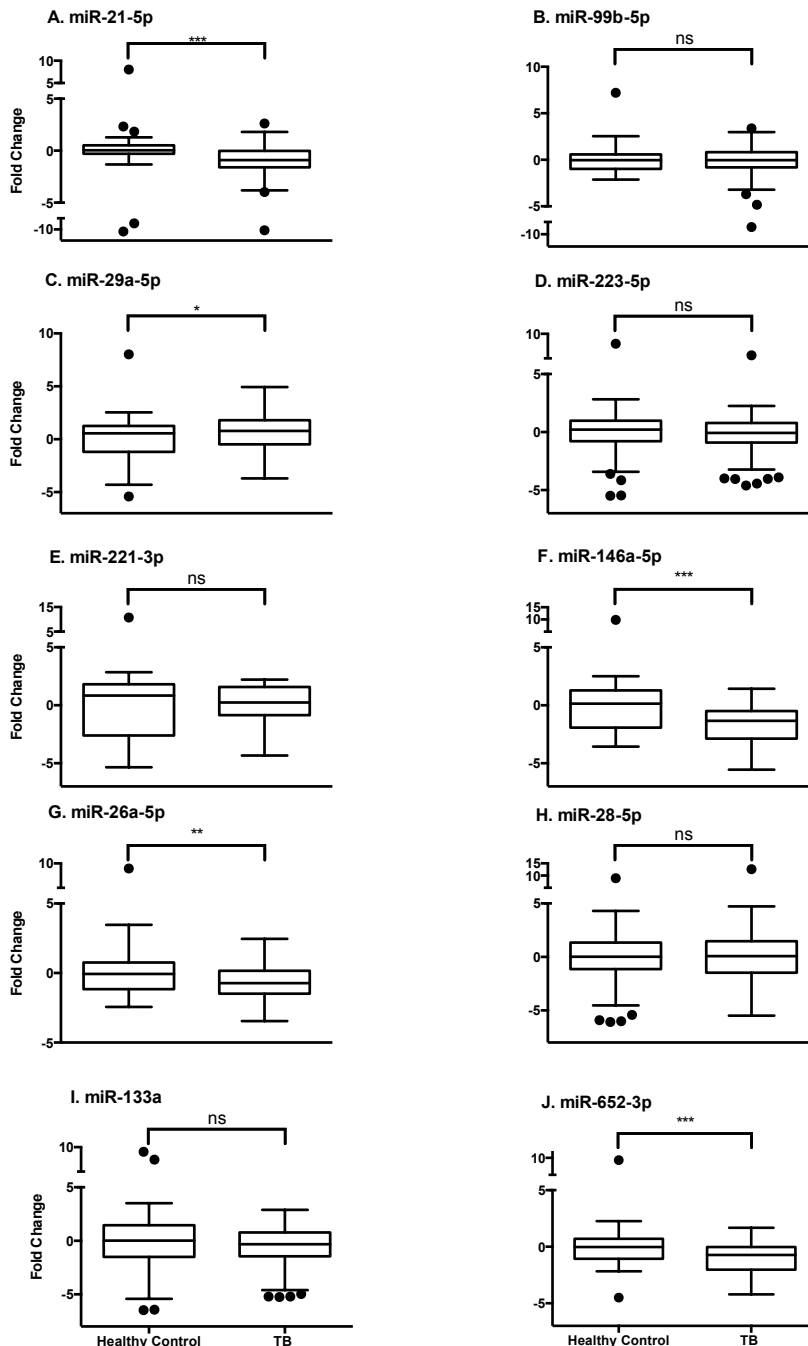 A. miR-21-5p
***
10
5
5
0
-5
-10
Fold Change
B. miR-99b-5p
ns
10
5
0
-5
-10
C. miR-29a-5p
*
10
5
0
-5
Fold Change
D. miR-223-5p
ns
10
5
0
-5
E. miR-221-3p
ns
15
5
5
0
-5
F. miR-146a-5p
***
15
10
5
0
-5
G. miR-26a-5p
**
10
5
0
-5
Fold Change
H. miR-28-5p
ns
15
10
5
0
-5
I. miR-133a
ns
10
5
0
-5
Fold Change
Healthy Control TB
J. miR-652-3p
***
10
5
0
-5
Healthy Control TB